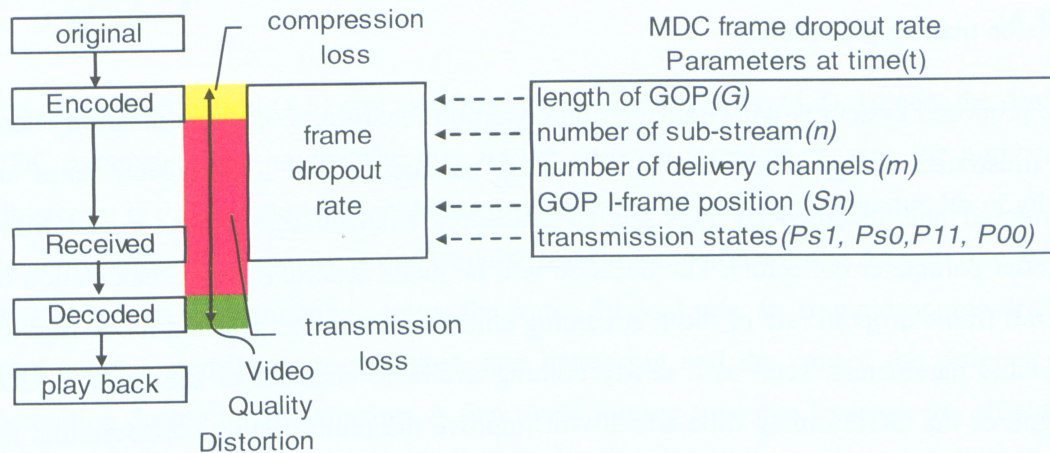 original
Encoded
Received
Decoded
play back
compression
loss
frame
dropout
rate
transmission
loss
Video
Quality
Distortion
MDC frame dropout rate
Parameters at time(t)
length of GOP(G)
number of sub-stream(n)
number of delivery channels(m)
GOP I-frame position (Sn)
transmission states(Ps1, Ps0,P11, P00)